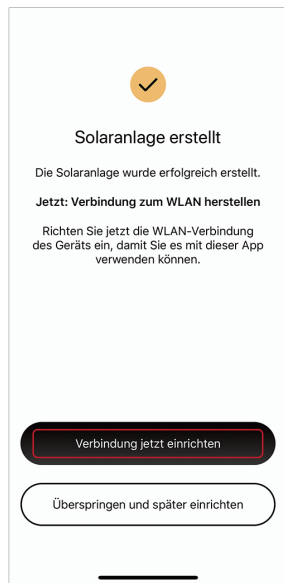 Solaranlage erstellt
Die Solaranlage wurde erfolgreich erstellt.
Jetzt: Verbindung zum WLAN herstellen
Richten Sie jetzt die WLAN-Verbindung
des Geräts ein, damit Sie es mit dieser App
verwenden können.
Verbindung jetzt einrichten
Überspringen und später einrichten